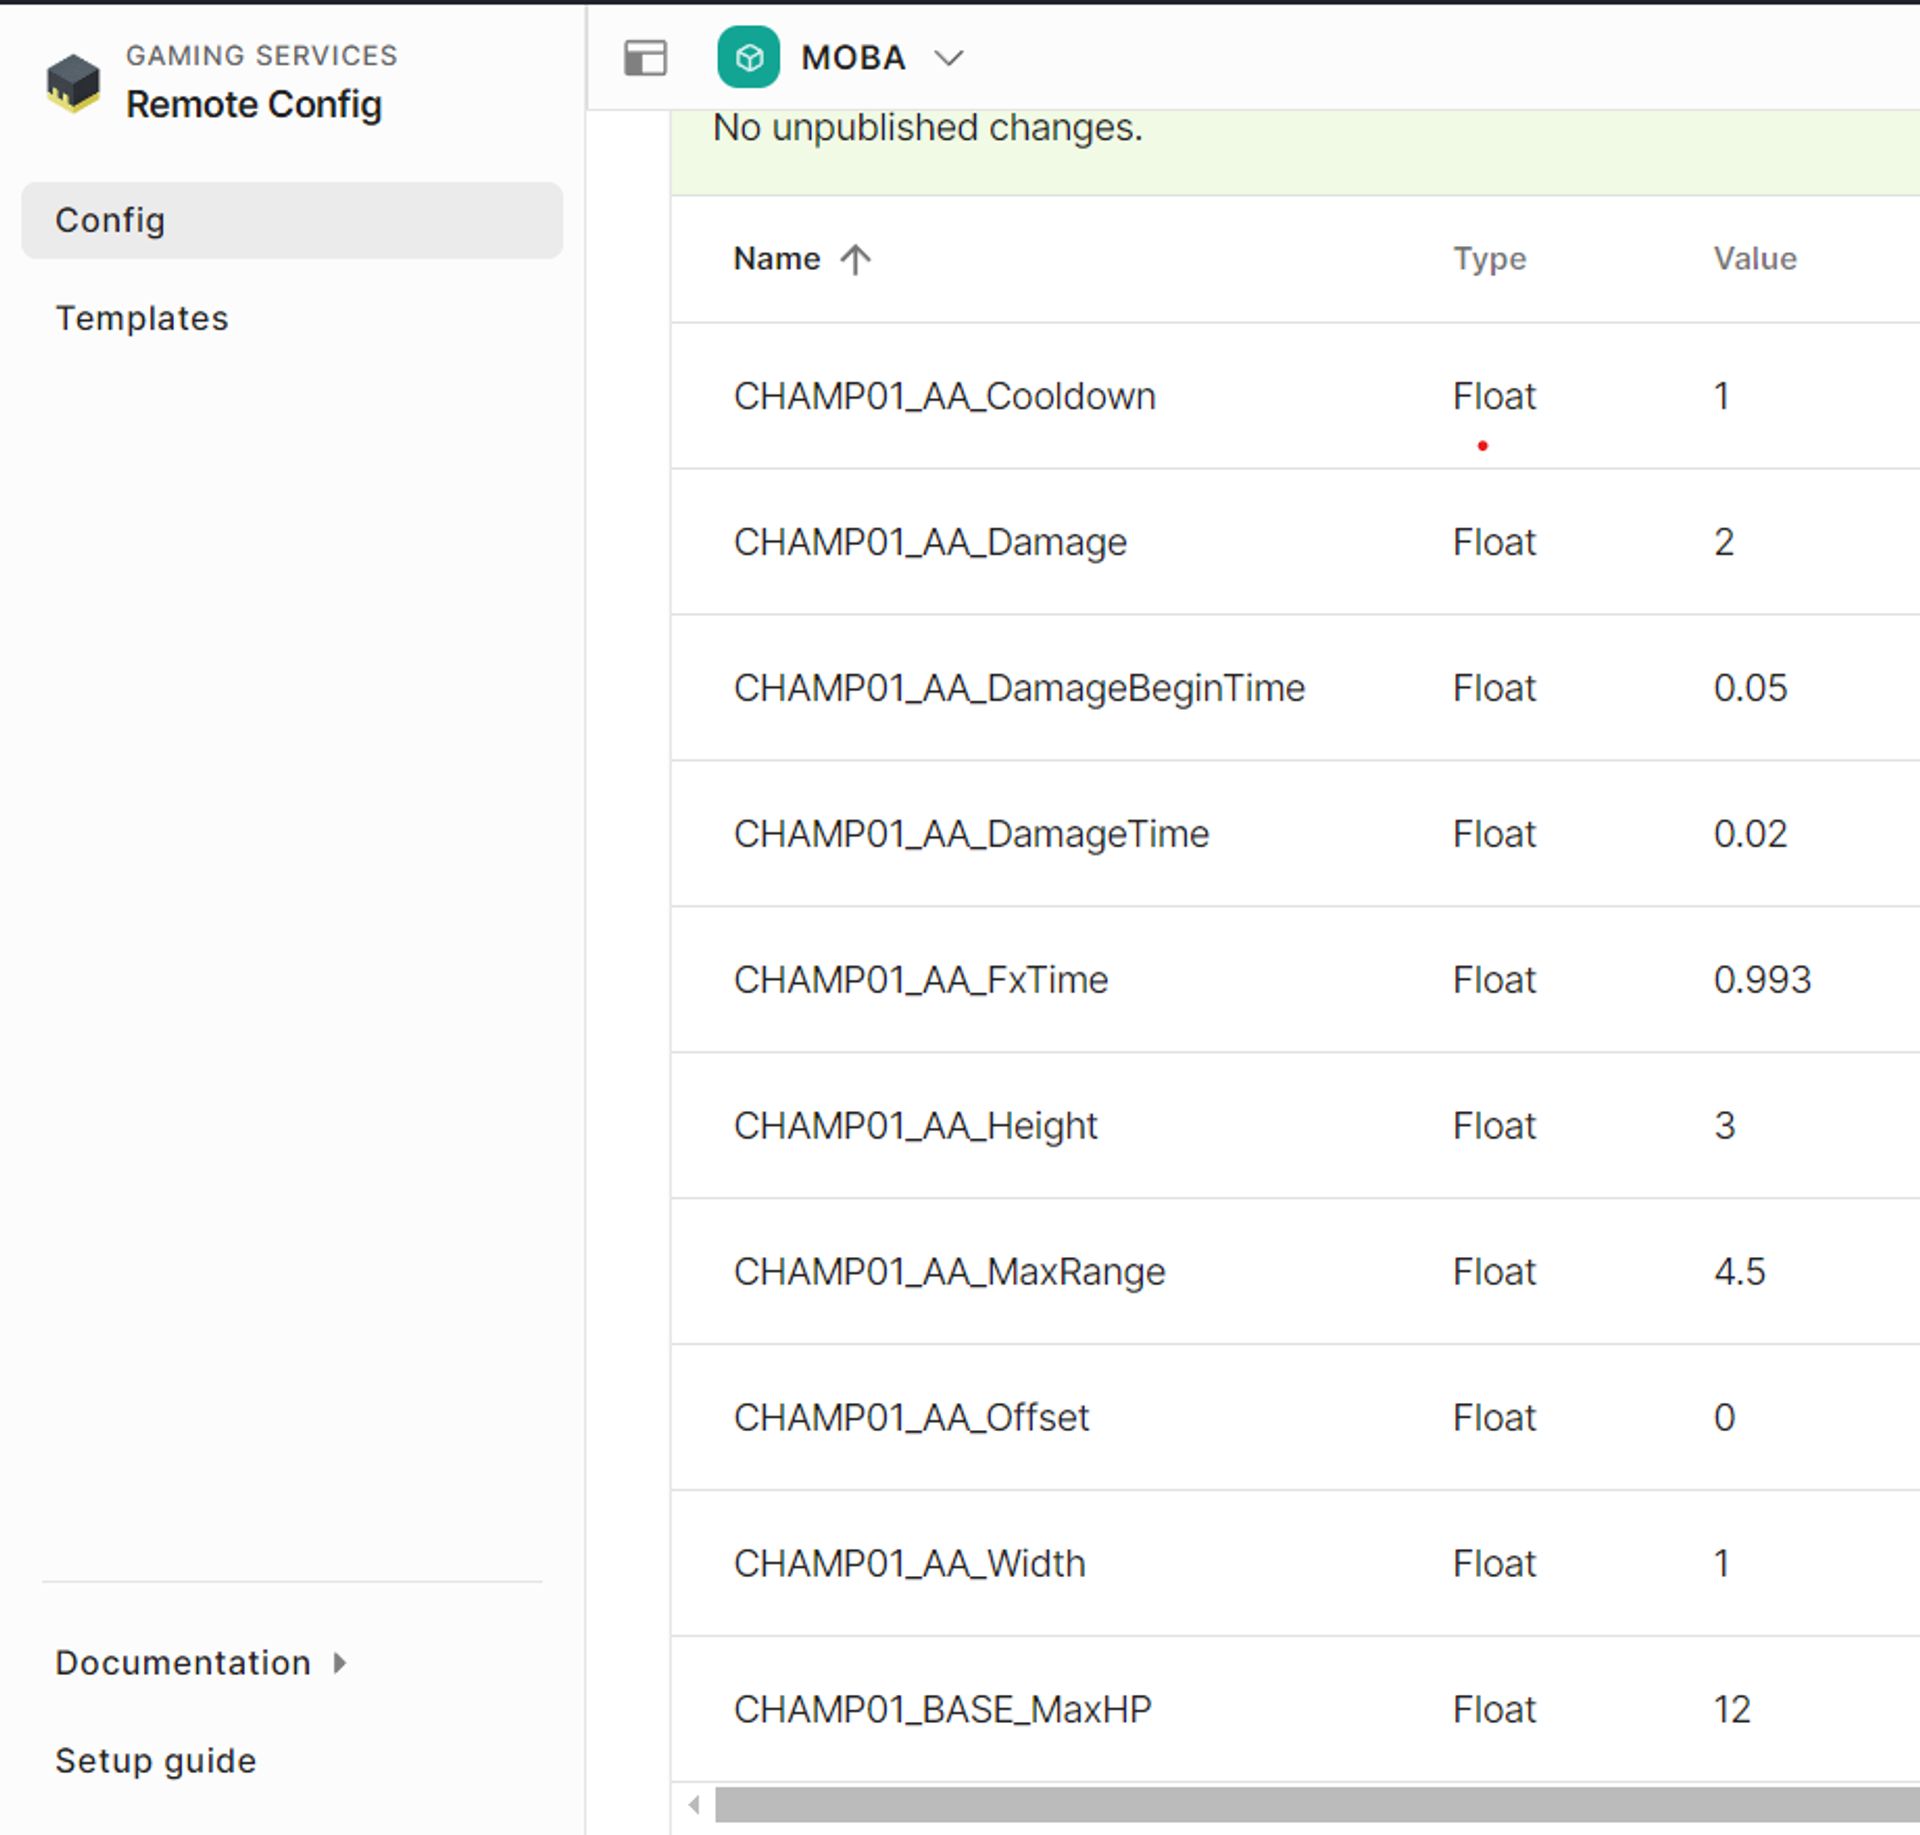 GAMING SERVICES
Remote Config
Config
Templates
Documentation
Setup guide
MOBA
No unpublished changes.
Name Type Value
CHAMP01_AA_Cooldown Float 1
CHAMP01_AA_Damage Float 2
CHAMP01_AA_DamageBeginTime Float 0.05
CHAMP01_AA_DamageTime Float 0.02
CHAMP01_AA_FxTime Float 0.993
CHAMP01_AA_Height Float 3
CHAMP01_AA_MaxRange Float 4.5
CHAMP01_AA_Offset Float 0
CHAMP01_AA_Width Float 1
CHAMP01_BASE_MaxHP Float 12